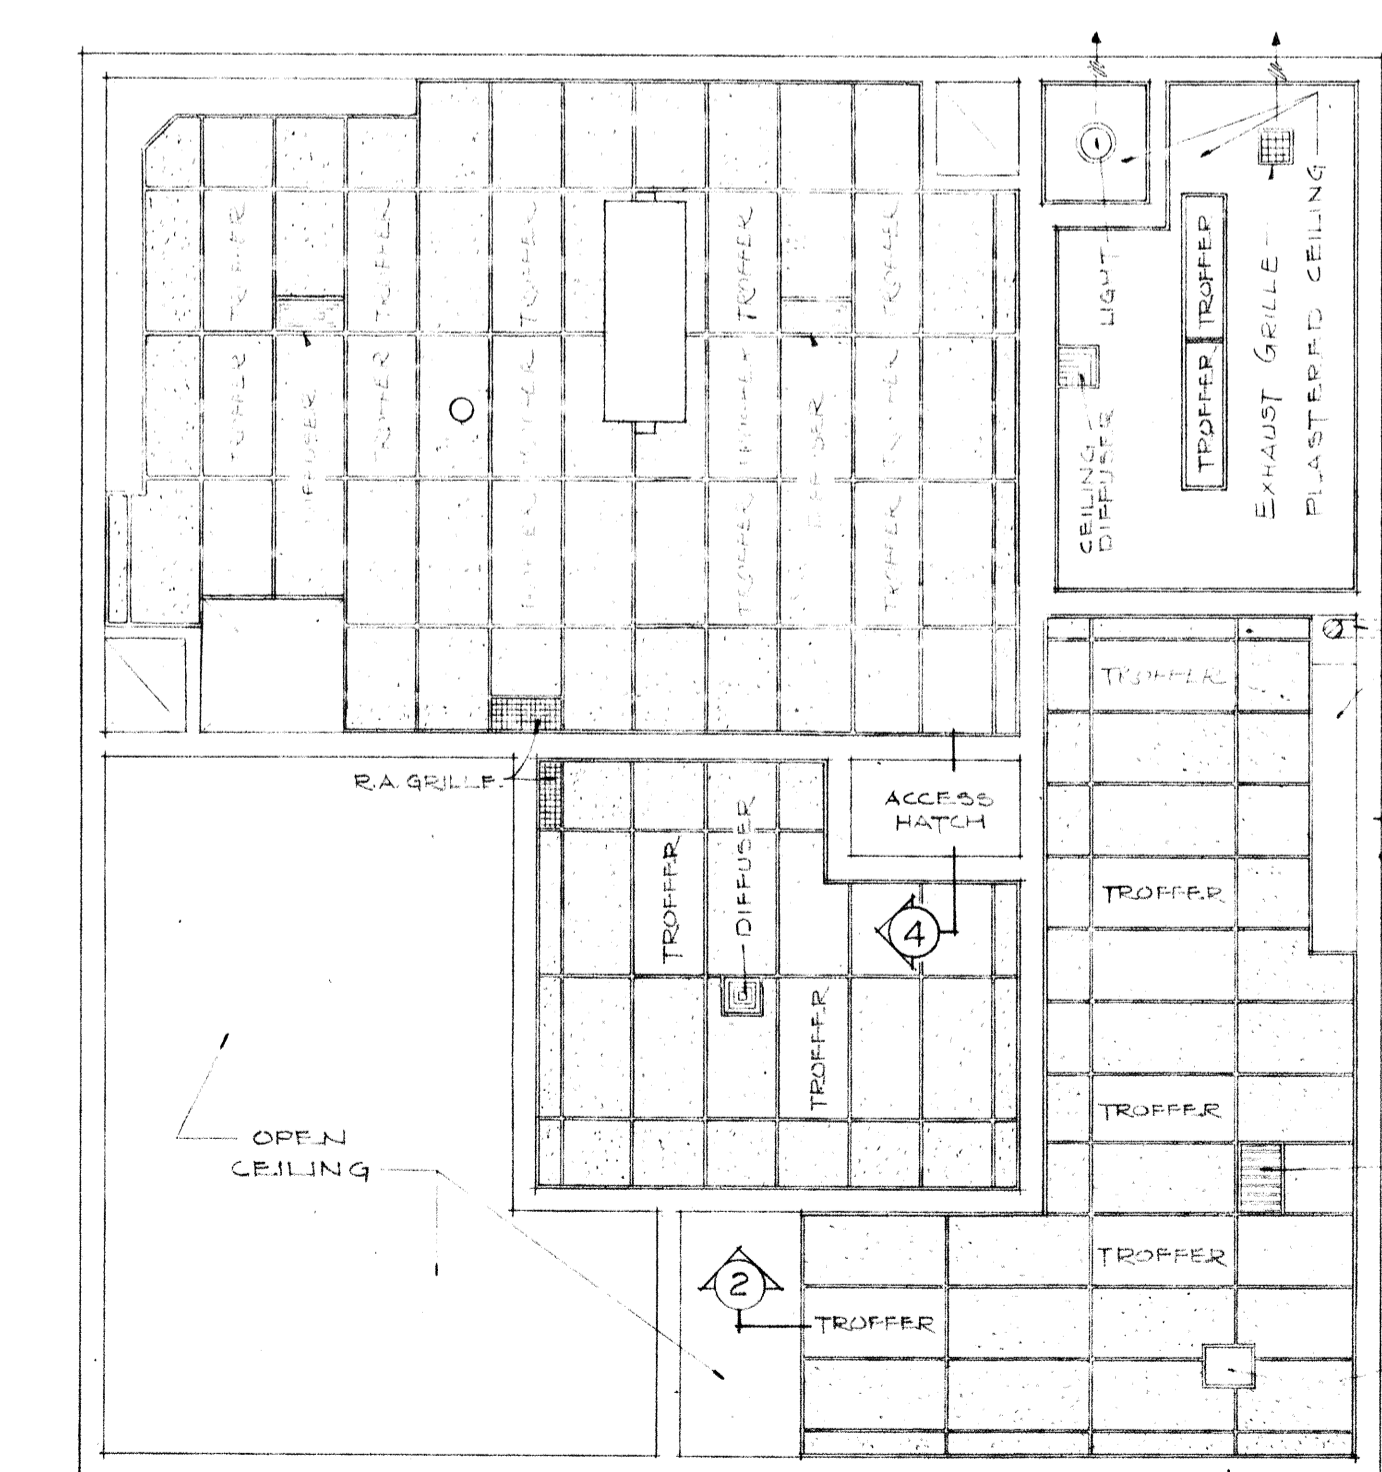 TROFFER
TROFFER
TROFFER
TROFFER
TROFFER
TROFFER
TROFFER
DIFFUSER
TROFFER
TROFFER
DIFFUSER
TROFFER
TROFFER
LIGHT
CEILING
DIFFUSER
TROFFER
TROFFER
EXHAUST GRILLE
PLASTERED CEILING
R.A. GRILLE
ACCESS
HATCH
TROFFER
DIFFUSER
4
TROFFER
TROFFER
TROFFER
TROFFER
TROFFER
OPEN
CEILING
2
TROFFER